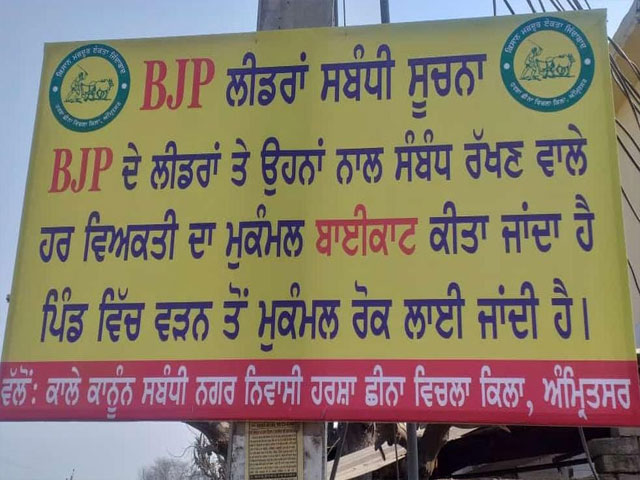 BJP ਲੀਡਰਾਂ ਸਬੰਧੀ ਸੂਚਨਾ
BJP ਦੇ ਲੀਡਰਾਂ ਤੇ ਉਹਨਾਂ ਨਾਲ ਸੰਬੰਧ ਰੱਖਣ ਵਾਲੇ
ਹਰ ਵਿਅਕਤੀ ਦਾ ਮੁਕੰਮਲ ਬਾਈਕਾਟ ਕੀਤਾ ਜਾਂਦਾ ਹੈ
ਪਿੰਡ ਵਿੱਚ ਵੜਨ ਤੋਂ ਮੁਕੰਮਲ ਰੋਕ ਲਾਈ ਜਾਂਦੀ ਹੈ।
ਵੱਲੋਂ: ਕਾਲੇ ਕਾਨੂੰਨ ਸਬੰਧੀ ਨਗਰ ਨਿਵਾਸੀ ਹਰਸ਼ਾ ਛੀਨਾ ਵਿਚਲਾ ਕਿਲਾ, ਅੰਮ੍ਰਿਤਸਰ